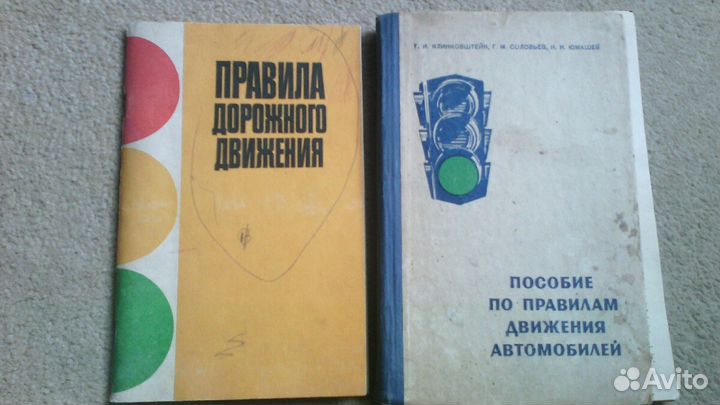 ПРАВИЛА
ДОРОЖНОГО
ДВИЖЕНИЯ
Г. И. КЛИНКОВШТЕЙН, Г. М. СОЛОВЬЕВ, Н. Н. ЮМАШЕВ
ПОСОБИЕ
ПО ПРАВИЛАМ
ДВИЖЕНИЯ
АВТОМОБИЛЕЙ
Avito